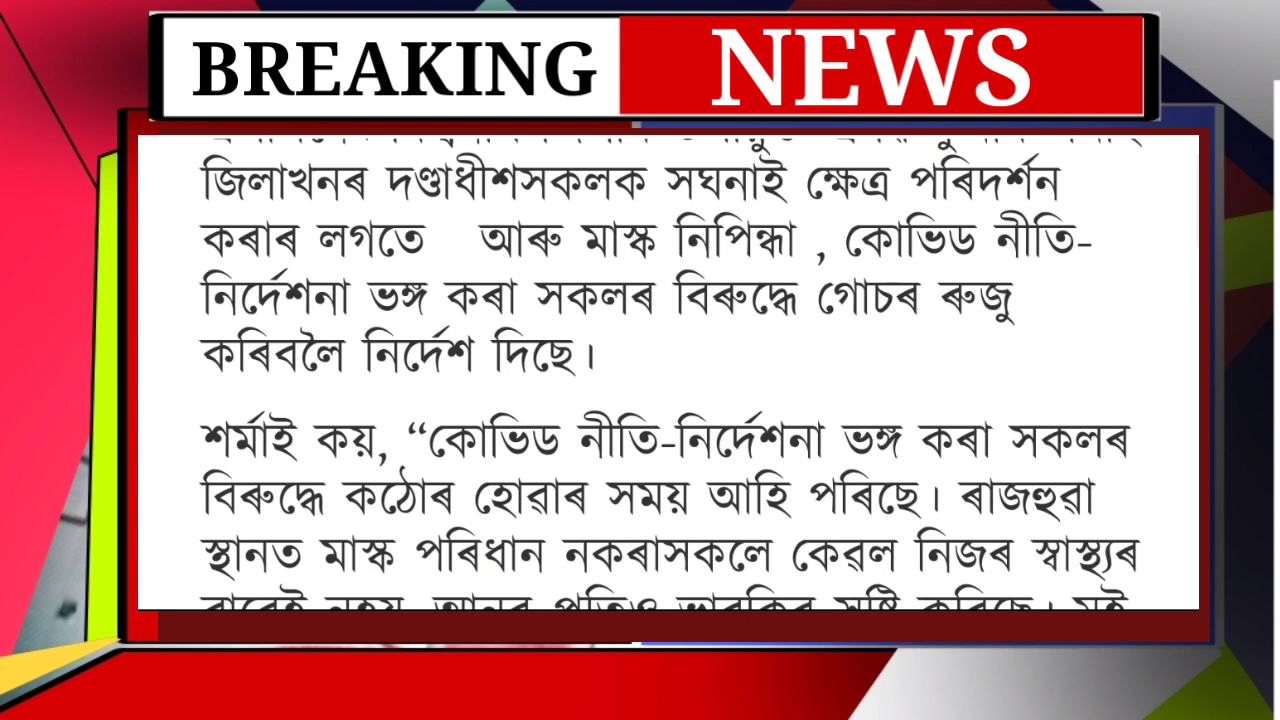 BREAKING NEWS
জিলাখনৰ দণ্ডাধীশসকলক সঘনাই ক্ষেত্ৰ পৰিদৰ্শন
কৰাৰ লগতে আৰু মাস্ক নিপিন্ধা , কোভিড নীতি-
নিৰ্দেশনা ভঙ্গ কৰা সকলৰ বিৰুদ্ধে গোচৰ ৰুজু
কৰিবলৈ নিৰ্দেশ দিছে।
শৰ্মাই কয়, “কোভিড নীতি-নিৰ্দেশনা ভঙ্গ কৰা সকলৰ
বিৰুদ্ধে কঠোৰ হোৱাৰ সময় আহি পৰিছে। ৰাজহুৱা
স্থানত মাস্ক পৰিধান নকৰাসকলে কেৱল নিজৰ স্বাস্থ্যৰ